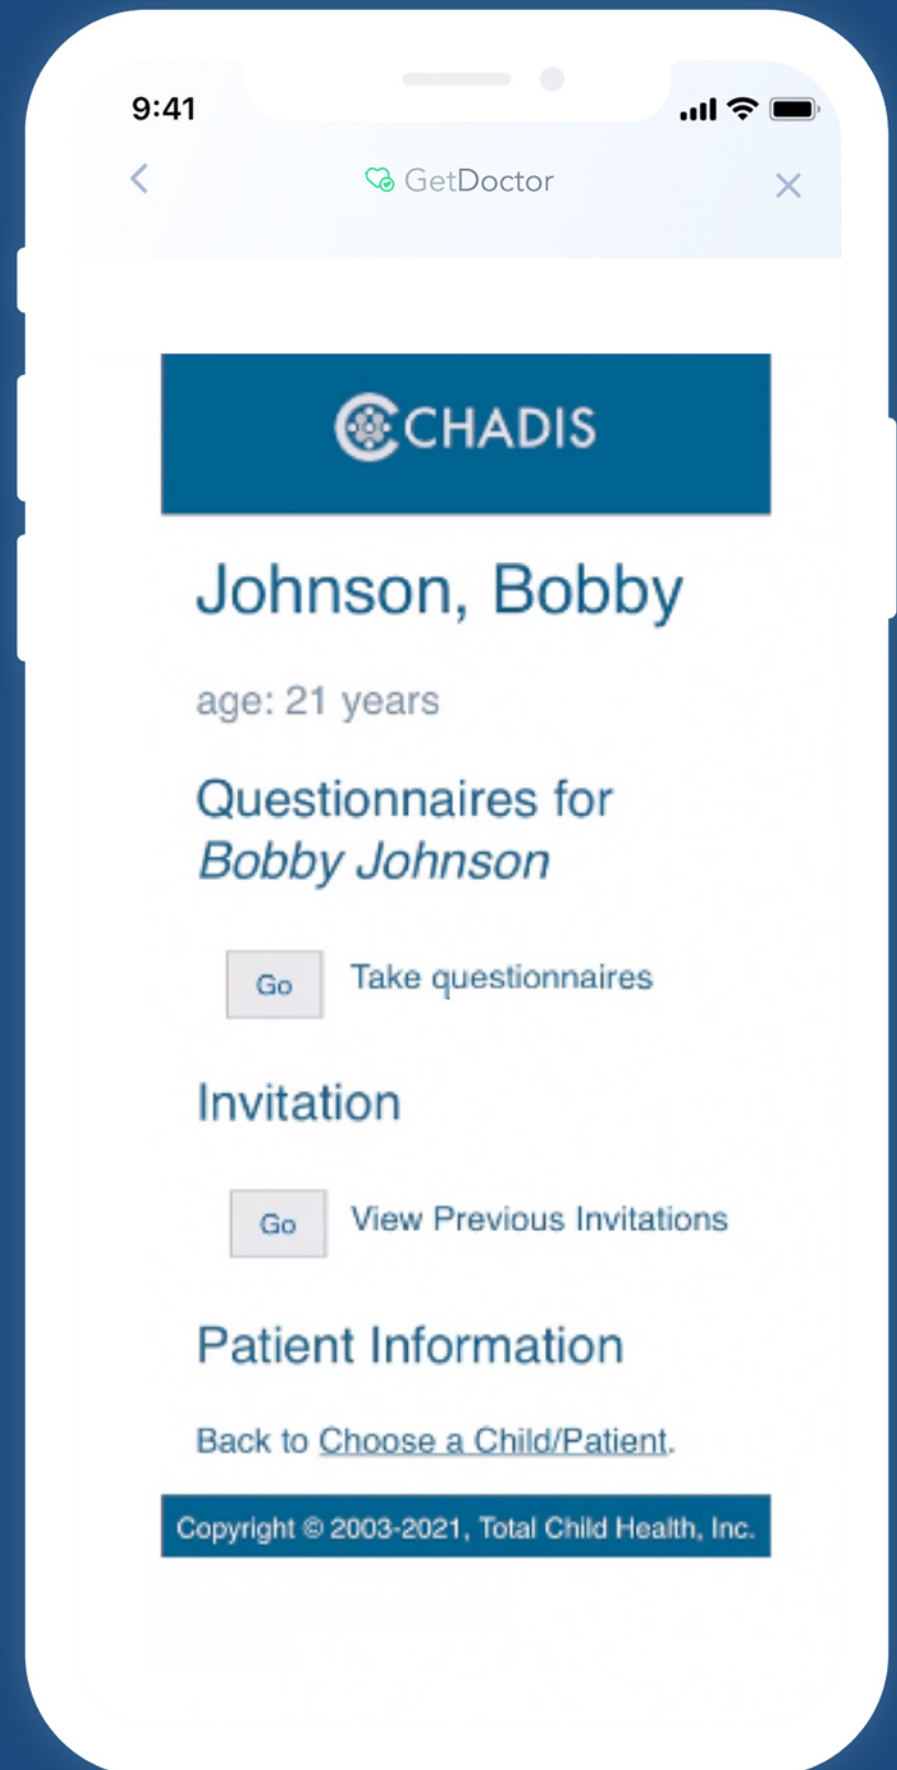 9:41
GetDoctor
CHADIS
Johnson, Bobby
age: 21 years
Questionnaires for
Bobby Johnson
Go Take questionnaires
Invitation
Go View Previous Invitations
Patient Information
Back to Choose a Child/Patient.
Copyright © 2003-2021, Total Child Health, Inc.